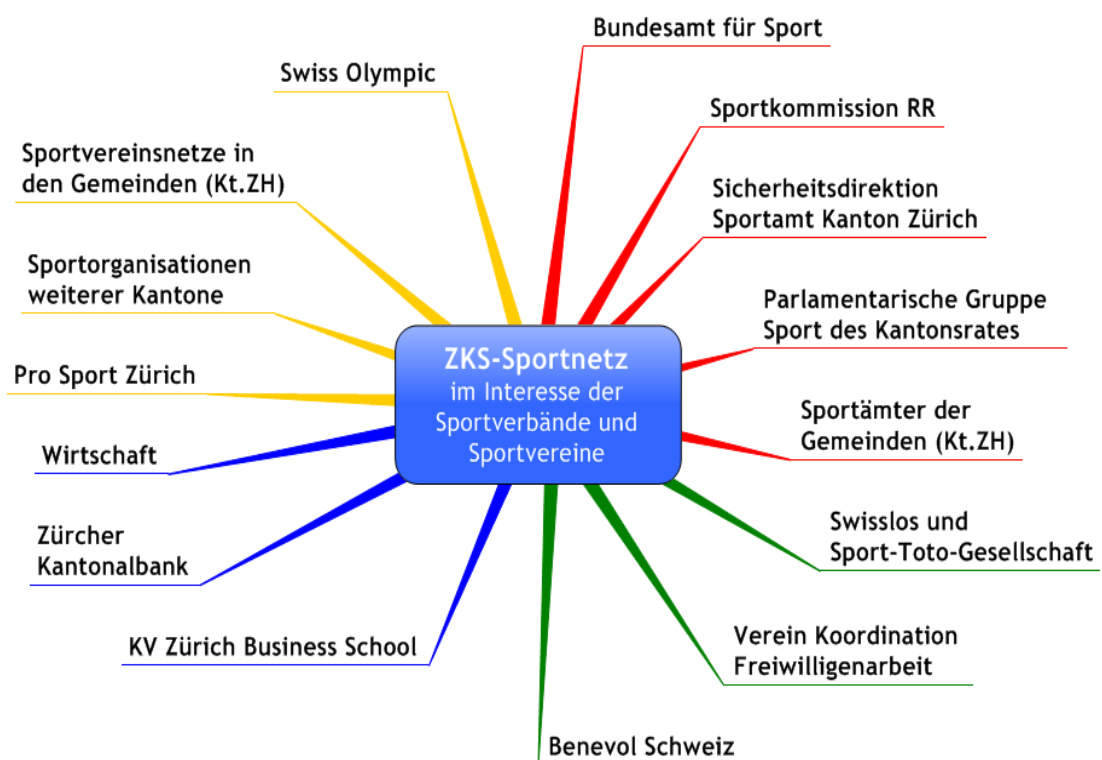 Bundesamt für Sport
Swiss Olympic
Sportkommission RR
Sportvereinsnetze in
den Gemeinden (Kt.ZH)
Sicherheitsdirektion
Sportamt Kanton Zürich
Sportorganisationen
weiterer Kantone
Parlamentarische Gruppe
Sport des Kantonsrates
ZKS-Sportnetz
im Interesse der
Sportverbände und
Sportvereine
Pro Sport Zürich
Sportämter der
Gemeinden (Kt.ZH)
Wirtschaft
Swisslos und
Sport-Toto-Gesellschaft
Zürcher
Kantonalbank
Verein Koordination
Freiwilligenarbeit
KV Zürich Business School
Benevol Schweiz